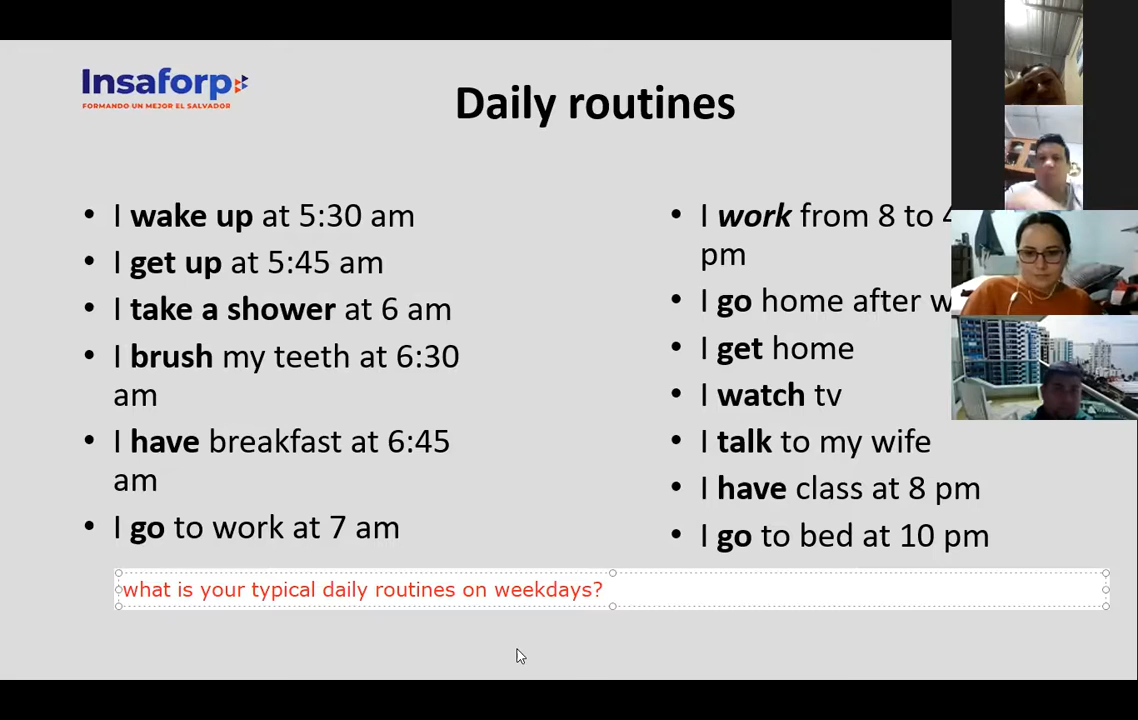 Insaforp
FORMANDO UN MEJOR EL SALVADOR
Daily routines
• I wake up at 5:30 am
• I get up at 5:45 am
• I take a shower at 6 am
• I brush my teeth at 6:30
am
• I have breakfast at 6:45
am
• I go to work at 7 am
• I work from 8 to
pm
• I go home after
• I get home
• I watch tv
• I talk to my wife
• I have class at 8 pm
• I go to bed at 10 pm
what is your typical daily routines on weekdays?